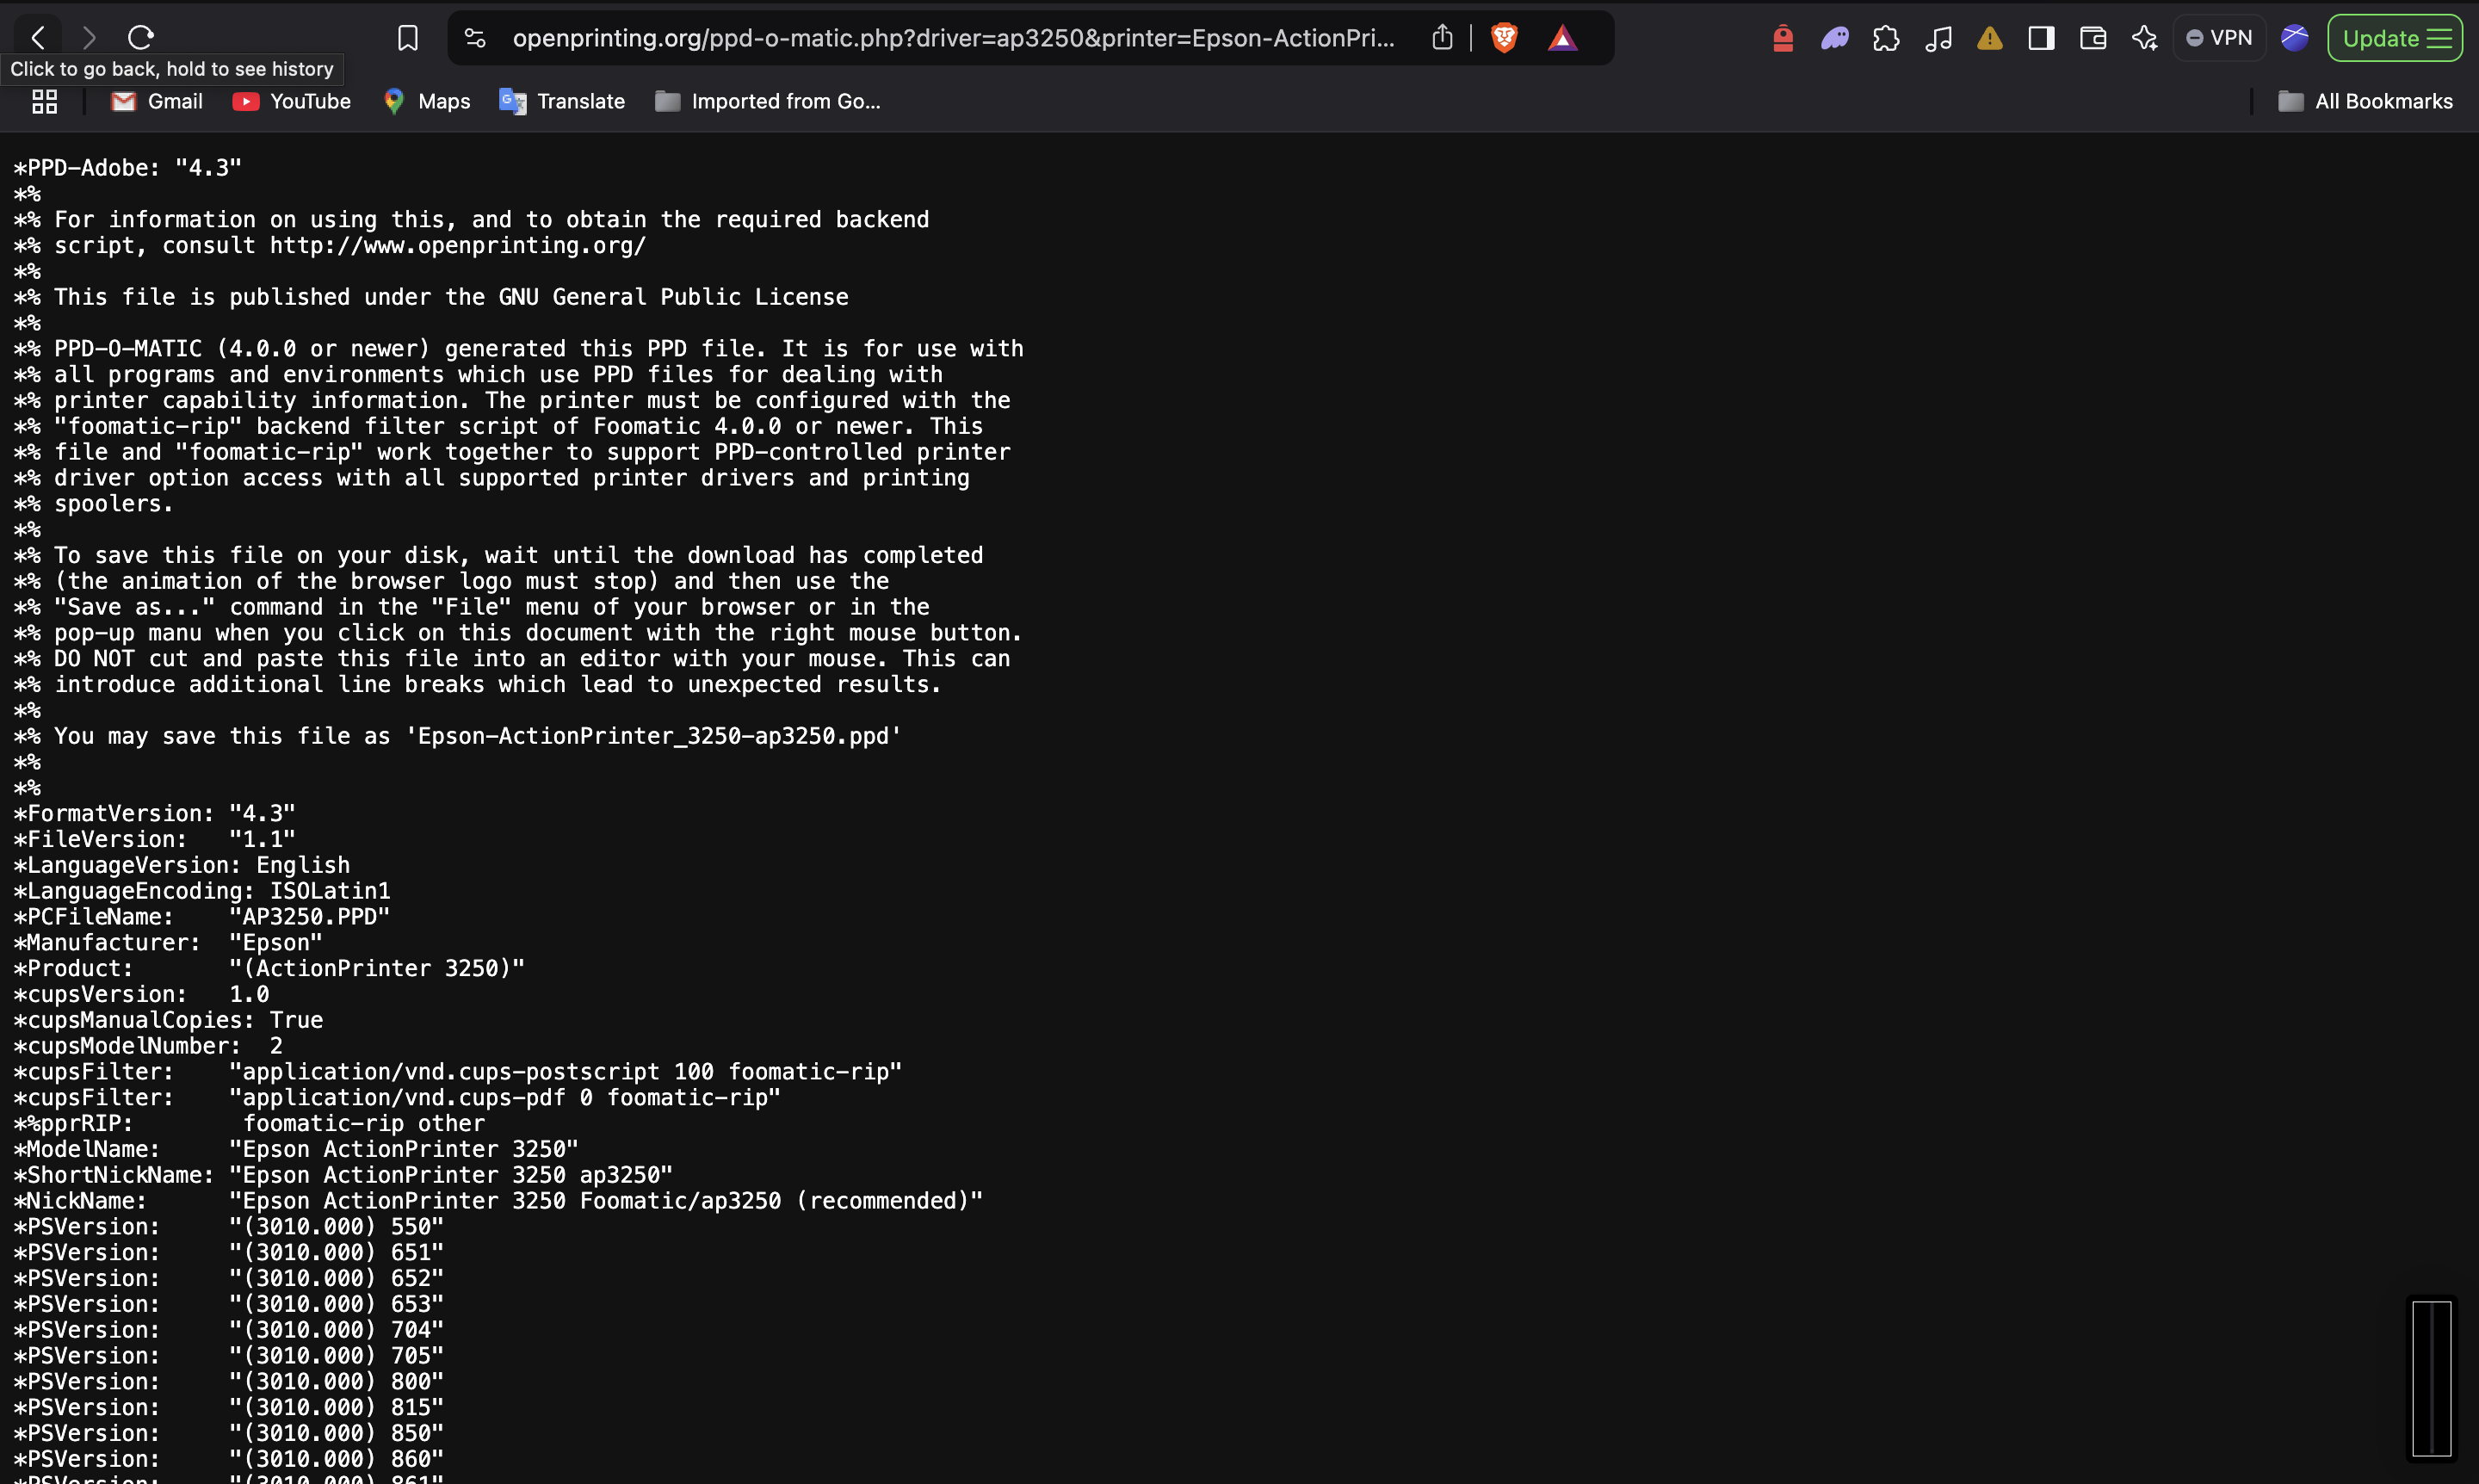 openprinting.org/ppd-o-matic.php?driver=ap3250&printer=Epson-ActionPri...
VPN
Update
Click to go back, hold to see history
Gmail
YouTube
Maps
Translate
Imported from Go...
All Bookmarks
*PPD-Adobe: "4.3"
*%
*% For information on using this, and to obtain the required backend
*% script, consult http://www.openprinting.org/
*%
*% This file is published under the GNU General Public License
*%
*% PPD-O-MATIC (4.0.0 or newer) generated this PPD file. It is for use with
*% all programs and environments which use PPD files for dealing with
*% printer capability information. The printer must be configured with the
*% "foomatic-rip" backend filter script of Foomatic 4.0.0 or newer. This
*% file and "foomatic-rip" work together to support PPD-controlled printer
*% driver option access with all supported printer drivers and printing
*% spoolers.
*%
*% To save this file on your disk, wait until the download has completed
*% (the animation of the browser logo must stop) and then use the
*% "Save as..." command in the "File" menu of your browser or in the
*% pop-up manu when you click on this document with the right mouse button.
*% DO NOT cut and paste this file into an editor with your mouse. This can
*% introduce additional line breaks which lead to unexpected results.
*%
*% You may save this file as 'Epson-ActionPrinter_3250-ap3250.ppd'
*%
*%
*FormatVersion: "4.3"
*FileVersion:   "1.1"
*LanguageVersion: English
*LanguageEncoding: ISOLatin1
*PCFileName:    "AP3250.PPD"
*Manufacturer:  "Epson"
*Product:       "(ActionPrinter 3250)"
*cupsVersion:   1.0
*cupsManualCopies: True
*cupsModelNumber:  2
*cupsFilter:    "application/vnd.cups-postscript 100 foomatic-rip"
*cupsFilter:    "application/vnd.cups-pdf 0 foomatic-rip"
*%pprRIP:        foomatic-rip other
*ModelName:     "Epson ActionPrinter 3250"
*ShortNickName: "Epson ActionPrinter 3250 ap3250"
*NickName:      "Epson ActionPrinter 3250 Foomatic/ap3250 (recommended)"
*PSVersion:     "(3010.000) 550"
*PSVersion:     "(3010.000) 651"
*PSVersion:     "(3010.000) 652"
*PSVersion:     "(3010.000) 653"
*PSVersion:     "(3010.000) 704"
*PSVersion:     "(3010.000) 705"
*PSVersion:     "(3010.000) 800"
*PSVersion:     "(3010.000) 815"
*PSVersion:     "(3010.000) 850"
*PSVersion:     "(3010.000) 860"
*PSVersion:     "(3010.000) 861"